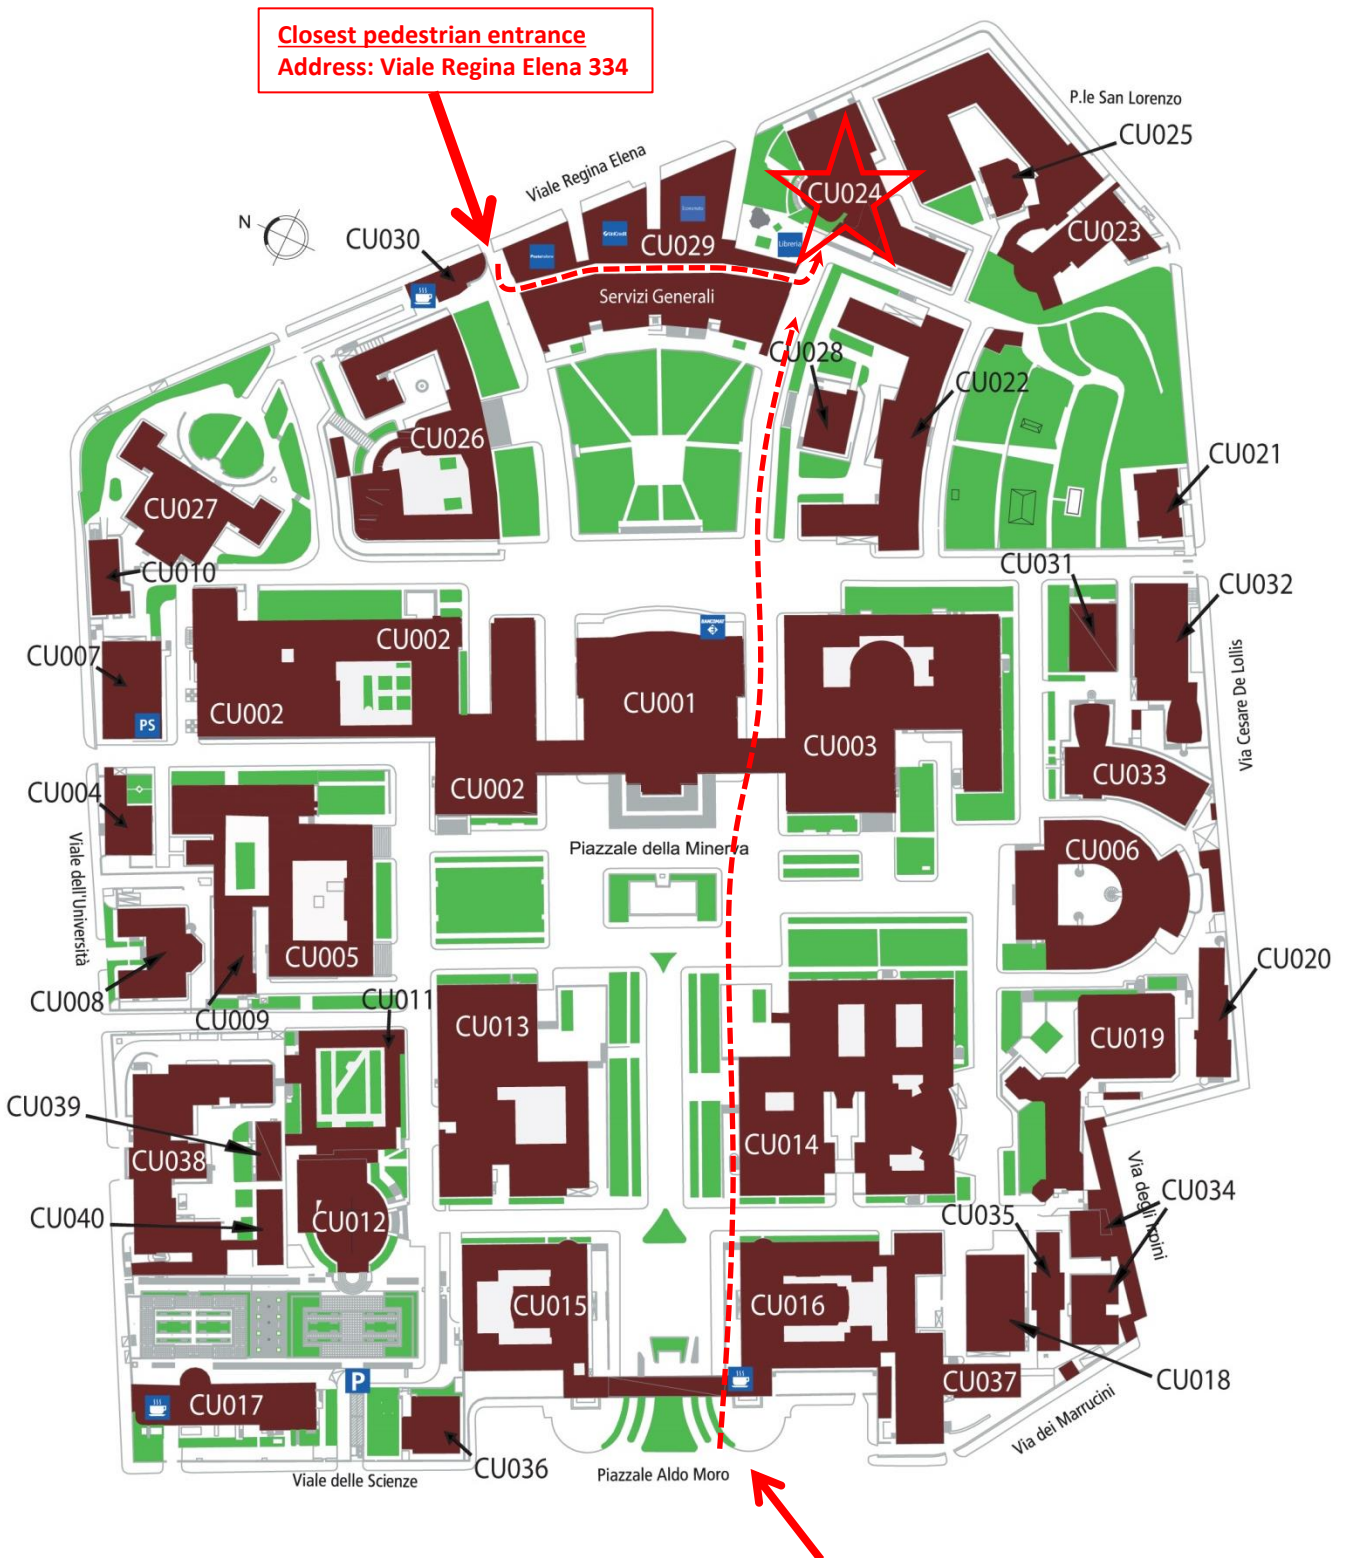 Closest pedestrian entrance
Address: Viale Regina Elena 334
P.le San Lorenzo
CU025
Viale Regina Elena
N
CU024
CU030
CU029
CU023
Libreria
Servizi Generali
CU028
CU022
CU026
CU021
CU027
CU031
CU010
CU032
BANCOMAT
CU002
CU007
CU001
CU002
PS
CU003
Via Cesare De Lollis
CU033
CU002
CU004
Viale dell'Università
Piazzale della Minerva
CU006
CU005
CU020
CU008
CU011
CU009
CU013
CU019
CU039
CU014
CU038
Via degli Irpini
CU034
CU040
CU012
CU035
CU015
CU016
P
CU037
CU018
CU017
Via dei Marrucini
CU036
Viale delle Scienze
Piazzale Aldo Moro